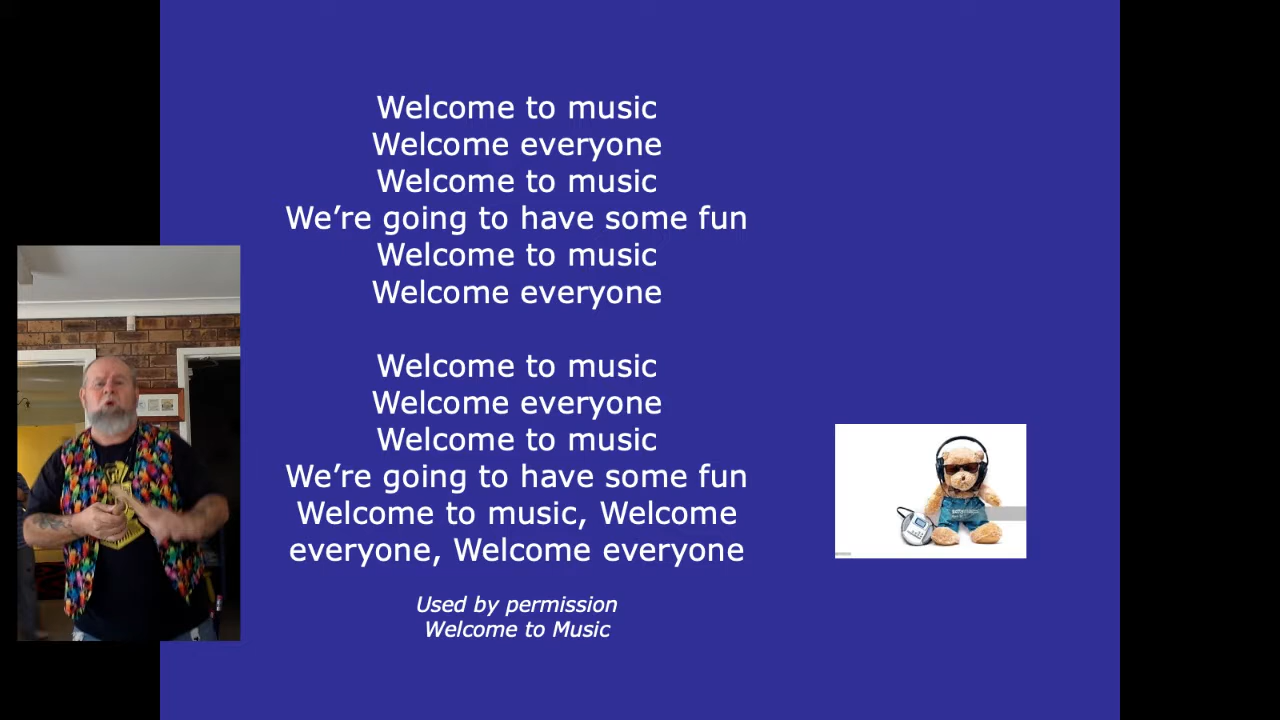 Welcome to music
Welcome everyone
Welcome to music
We’re going to have some fun
Welcome to music
Welcome everyone
Welcome to music
Welcome everyone
Welcome to music
We’re going to have some fun
Welcome to music, Welcome
everyone, Welcome everyone
Used by permission
Welcome to Music